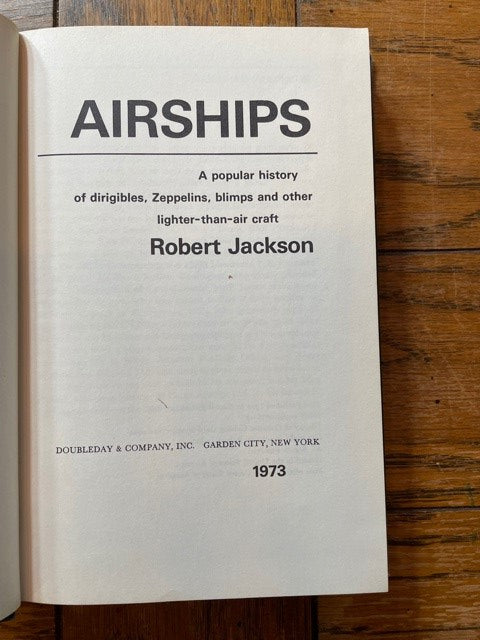 AIRSHIPS
A popular history
of dirigibles, Zeppelins, blimps and other
lighter-than-air craft
Robert Jackson
DOUBLEDAY & COMPANY, INC. GARDEN CITY, NEW YORK
1973